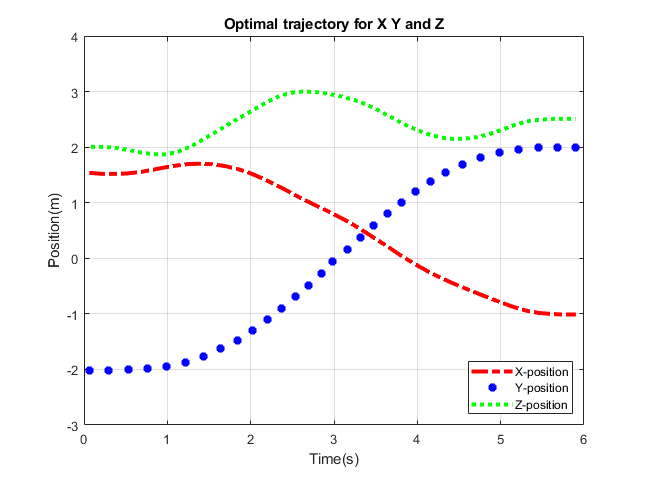 Optimal trajectory for X Y and Z
4
3
2
1
0
-1
-2
-3
Position(m)
X-position
Y-position
Z-position
0 1 2 3 4 5 6
Time(s)